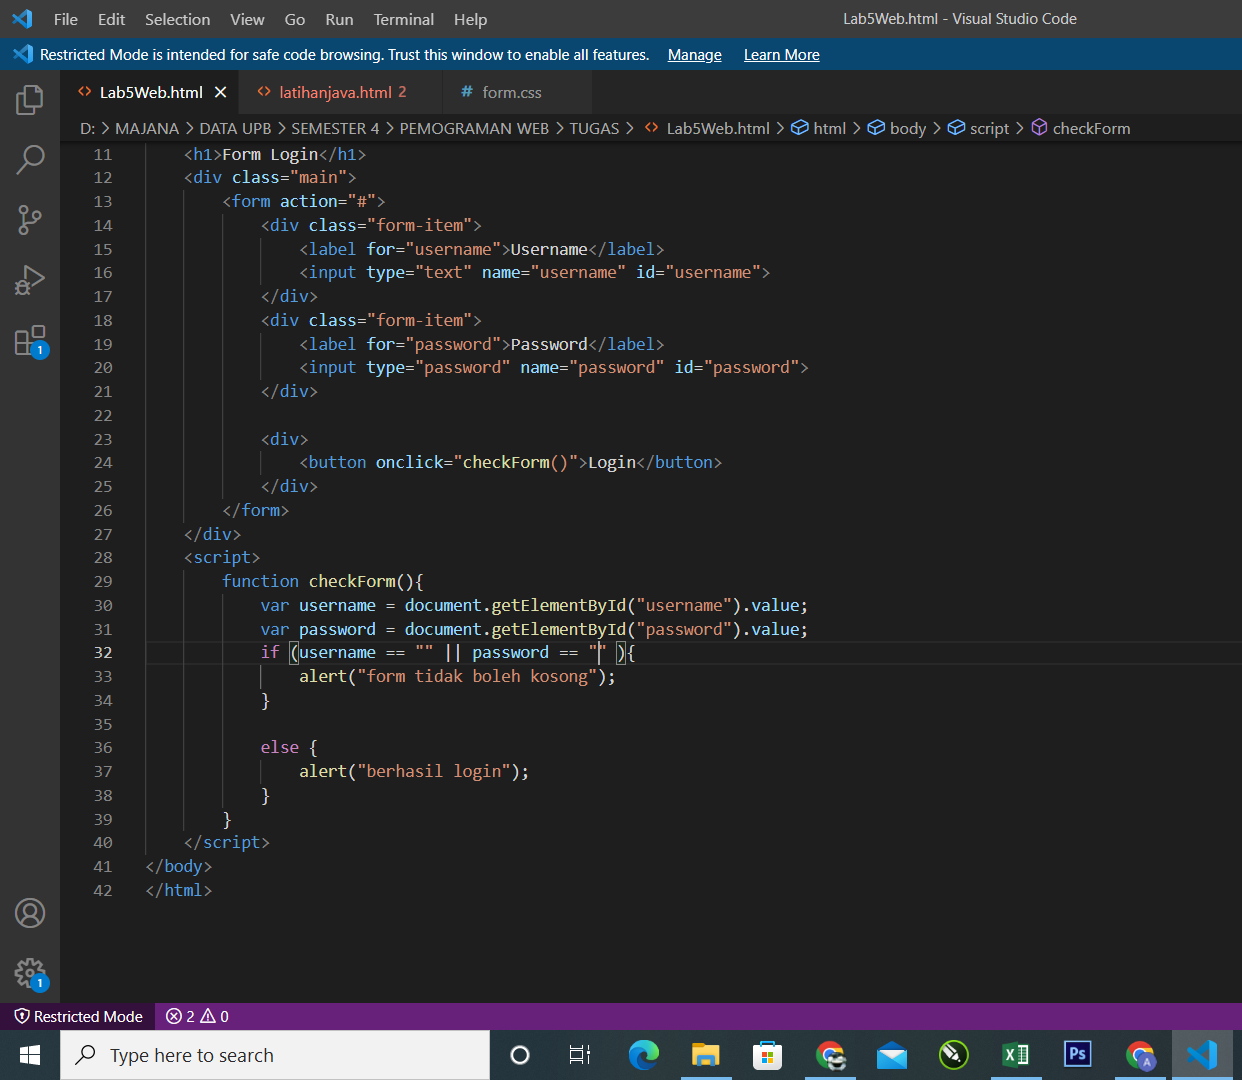 File Edit Selection View Go Run Terminal Help Lab5Web.html - Visual Studio Code
Restricted Mode is intended for safe code browsing. Trust this window to enable all features. Manage Learn More
<> Lab5Web.html × <> latihanjava.html 2 # form.css
D: > MAJANA > DATA UPB > SEMESTER 4 > PEMOGRAMAN WEB > TUGAS > <> Lab5Web.html > html > body > script > checkForm
11 <h1>Form Login</h1>
12 <div class="main">
13 <form action="#">
14 <div class="form-item">
15 <label for="username">Username</label>
16 <input type="text" name="username" id="username">
17 </div>
18 <div class="form-item">
19 <label for="password">Password</label>
20 <input type="password" name="password" id="password">
21 </div>
22
23 <div>
24 <button onclick="checkForm()">Login</button>
25 </div>
26 </form>
27 </div>
28 <script>
29 function checkForm(){
30 var username = document.getElementById("username").value;
31 var password = document.getElementById("password").value;
32 if (username == "" || password == "" ){
33 alert("form tidak boleh kosong");
34 }
35
36 else {
37 alert("berhasil login");
38 }
39 }
40 </script>
41 </body>
42 </html>
1
1
Restricted Mode 2 0
Type here to search
Ps
A